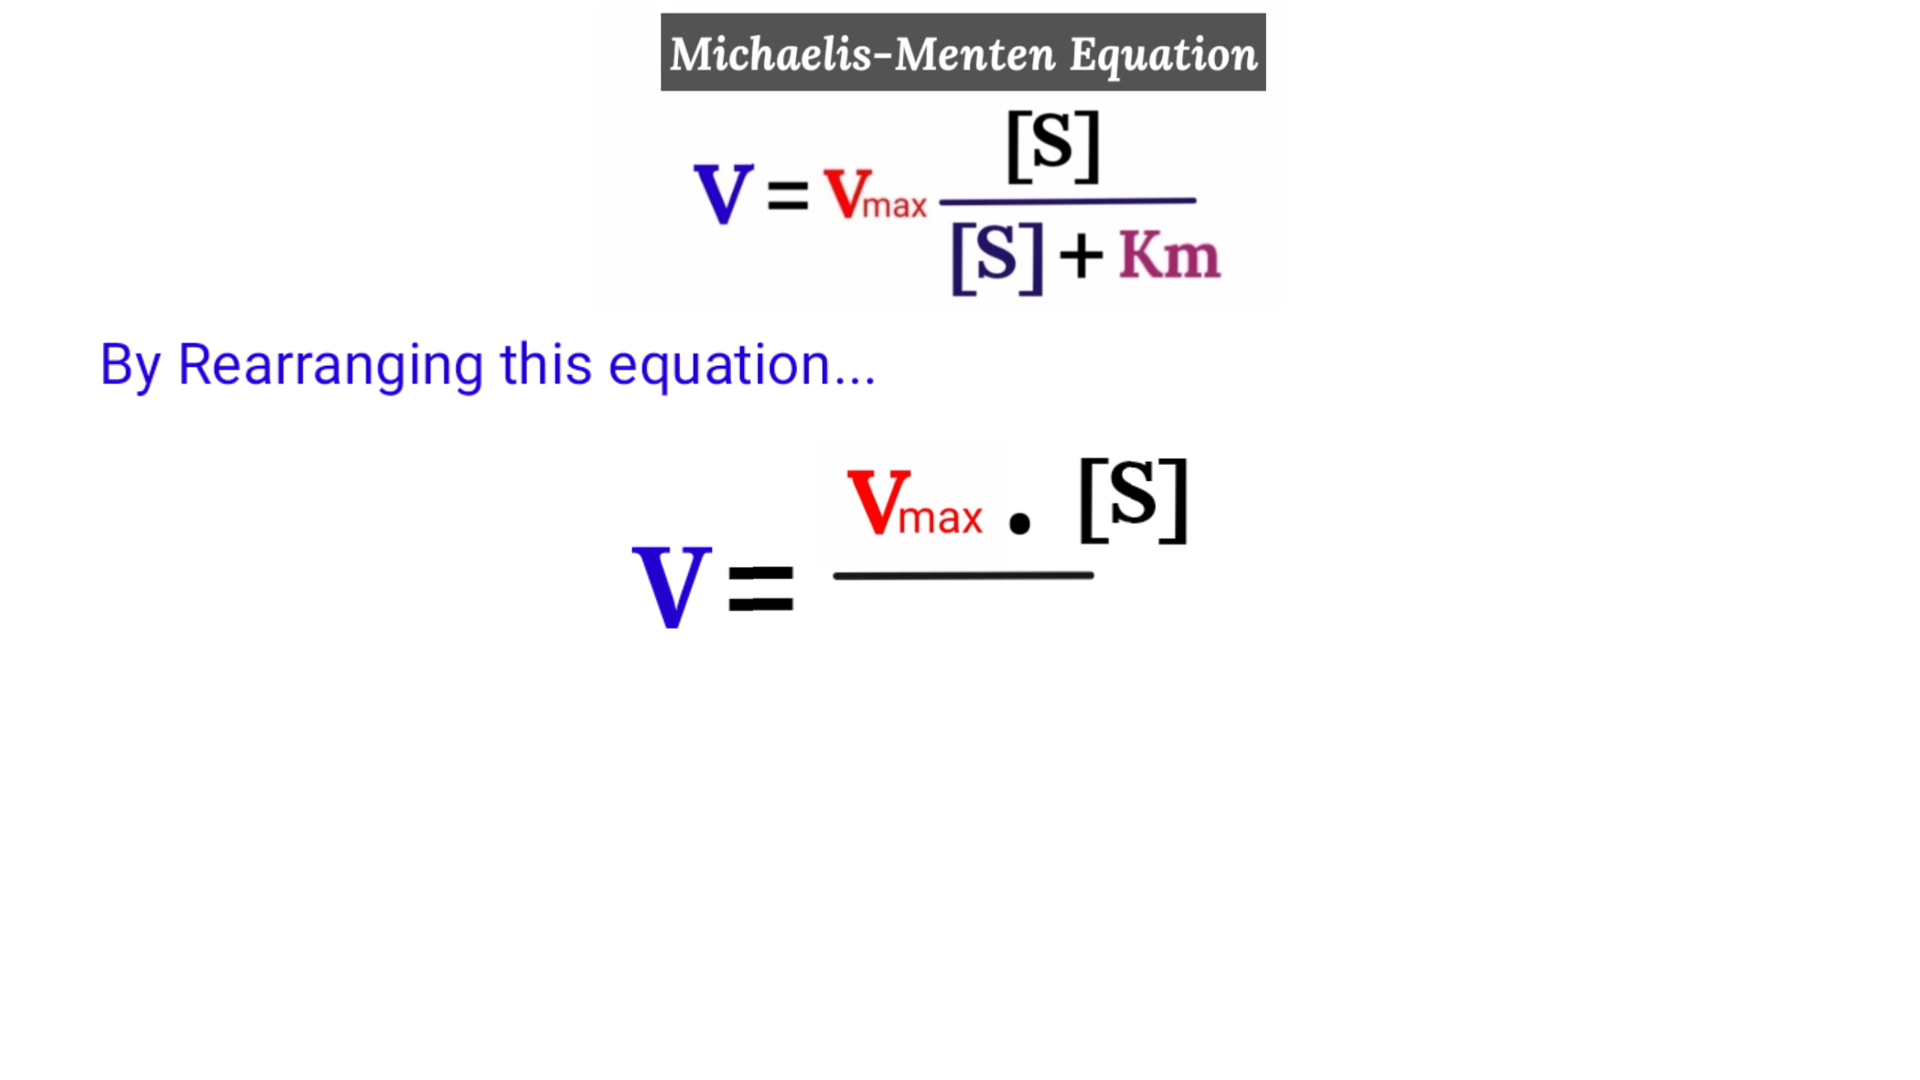 Michaelis-Menten Equation
V = Vmax [S]
[S] + Km
By Rearranging this equation...
Vmax . [S]
V =